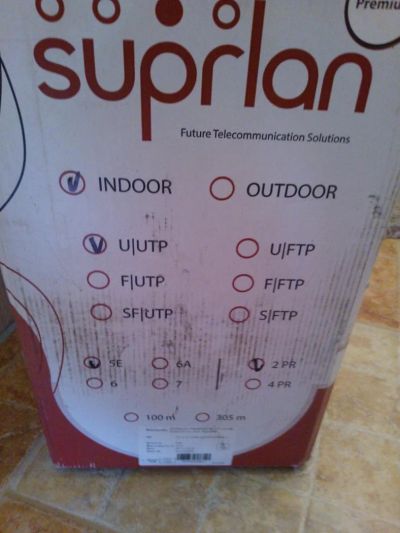 Premiu
suprlan
Future Telecommunication Solutions
INDOOR OUTDOOR
U|UTP U|FTP
F|UTP F|FTP
SF|UTP S|FTP
5E 6A 2 PR
6 7 4 PR
100 m 305 m